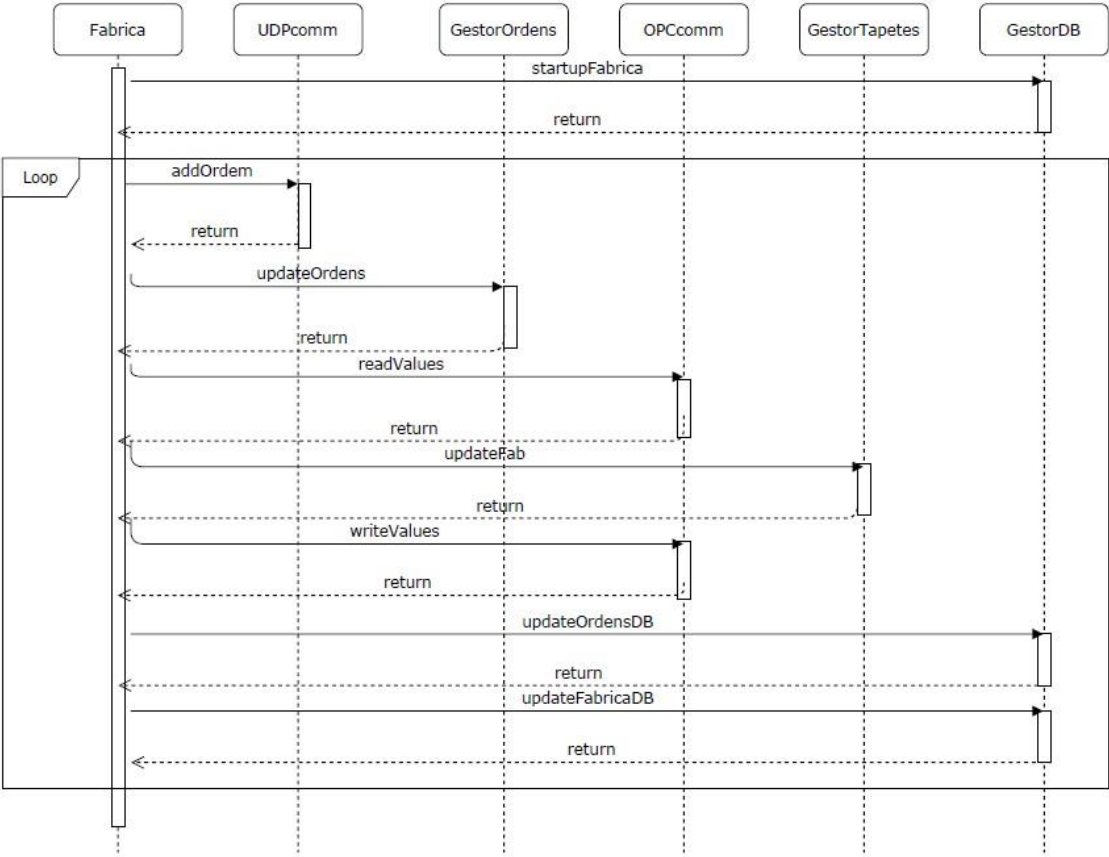 Fabrica UDPcomm GestorOrdens OPCcomm GestorTapetes GestorDB
startupFabrica
return
Loop
addOrdem
return
updateOrdens
return
readValues
return
updateFab
return
writeValues
return
updateOrdensDB
return
updateFabricaDB
return